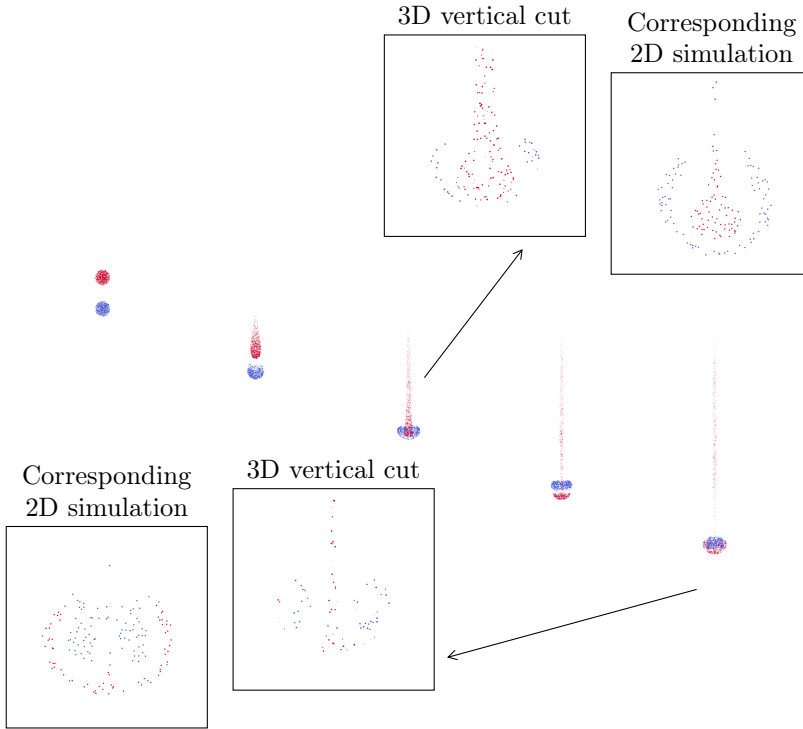 3D vertical cut
Corresponding
2D simulation
Corresponding
2D simulation
3D vertical cut